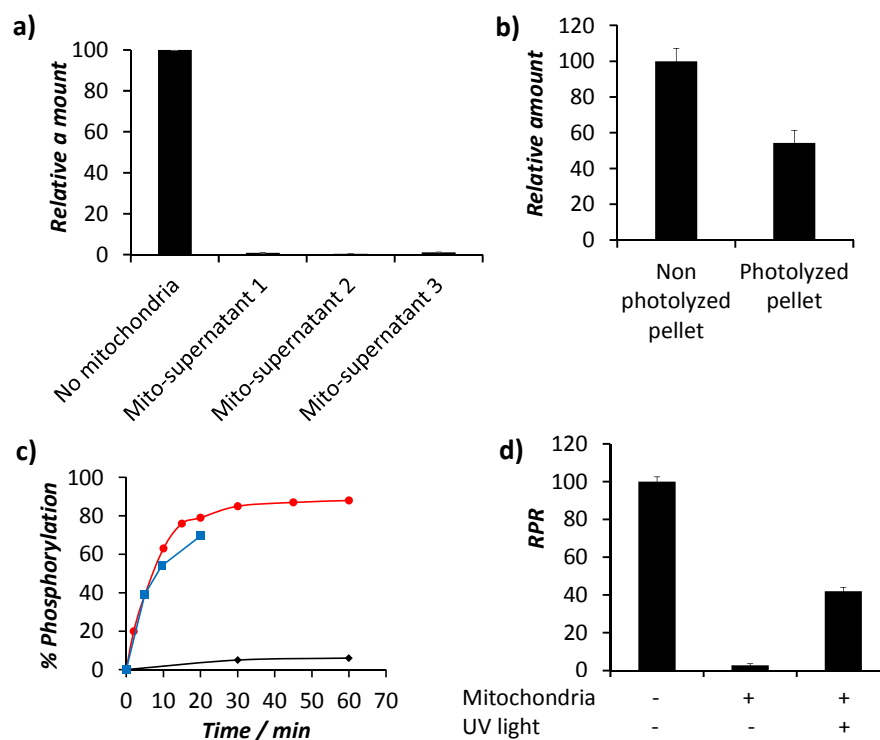 a)
Relative a mount
100
80
60
40
20
0
No mitochondria
Mito-supernatant 1
Mito-supernatant 2
Mito-supernatant 3
b)
Relative amount
120
100
80
60
40
20
0
Non photolyzed pellet
Photolyzed pellet
c)
% Phosphorylation
100
80
60
40
20
0
0 10 20 30 40 50 60 70
Time / min
d)
RPR
120
100
80
60
40
20
0
Mitochondria - + +
UV light - - +